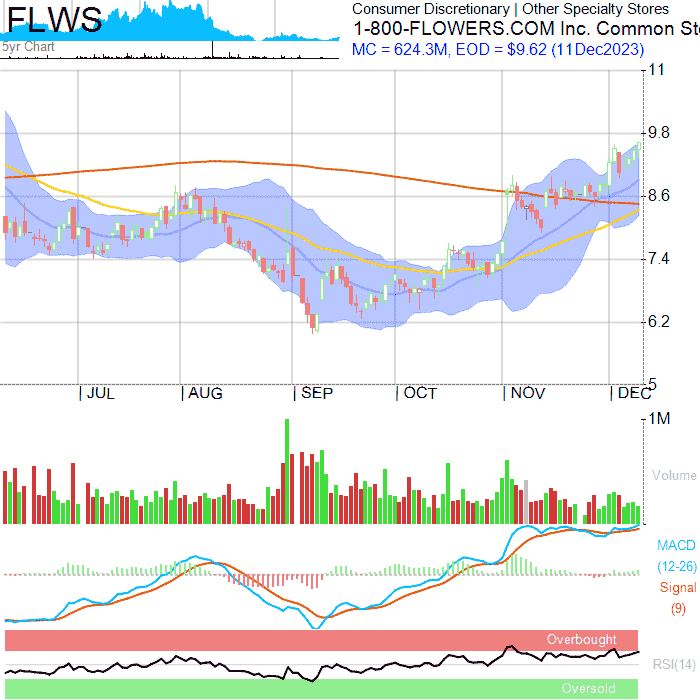 FLWS
Consumer Discretionary | Other Specialty Stores
1-800-FLOWERS.COM Inc. Common Sto
MC = 624.3M, EOD = $9.62 (11Dec2023)
5yr Chart
11
9.8
8.6
7.4
6.2
5
| JUL | AUG | SEP | OCT | NOV | DEC
1M
Volume
MACD
(12-26)
Signal
(9)
Overbought
RSI(14)
Oversold